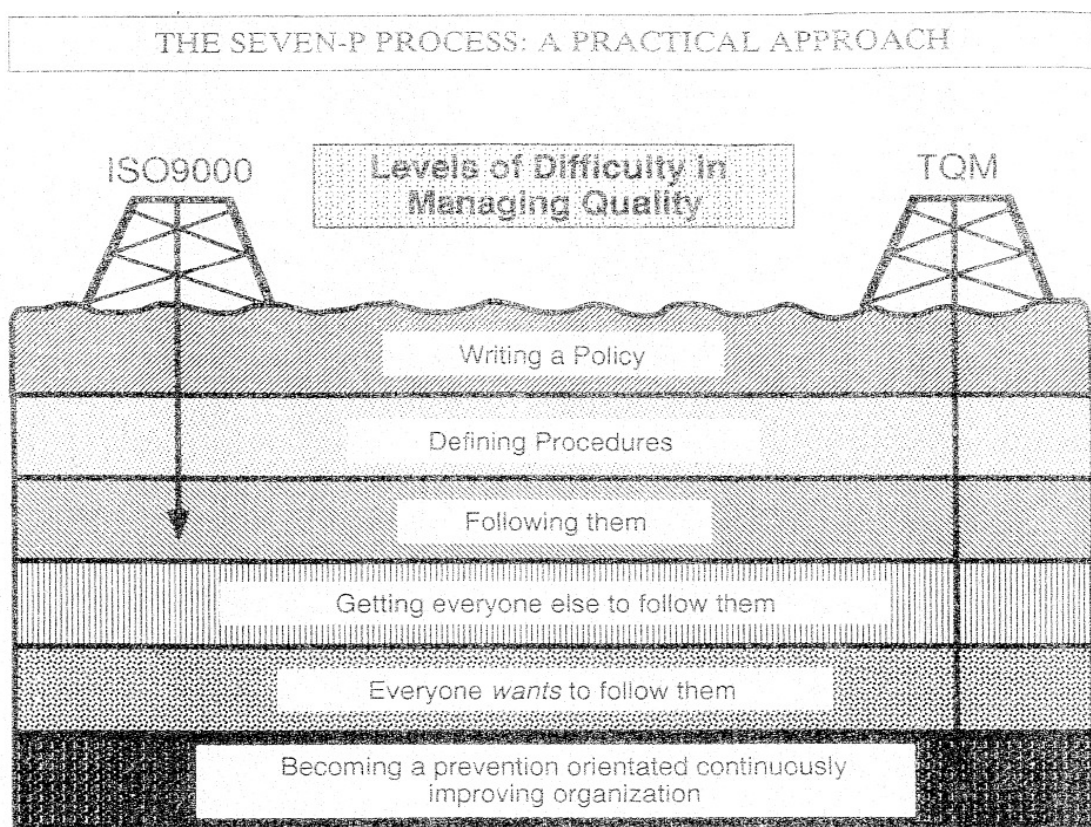 THE SEVEN-P PROCESS: A PRACTICAL APPROACH
ISO9000
Levels of Difficulty in
Managing Quality
TQM
Writing a Policy
Defining Procedures
Following them
Getting everyone else to follow them
Everyone wants to follow them
Becoming a prevention orientated continuously
improving organization